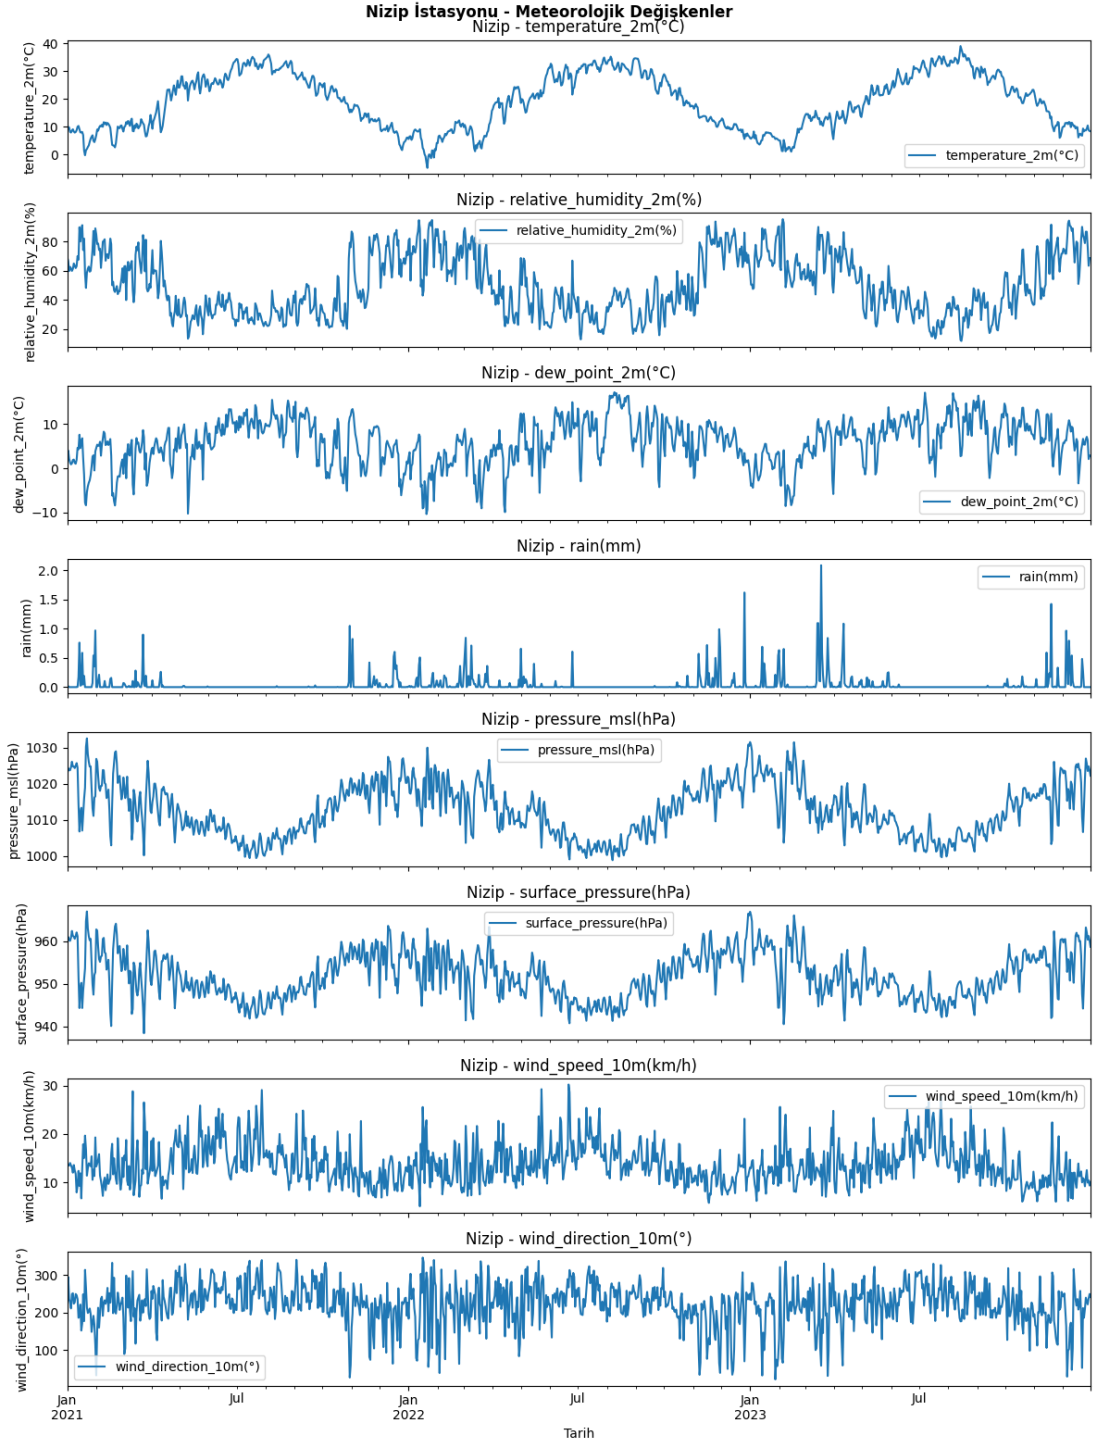 Nizip İstasyonu - Meteorolojik Değişkenler
Nizip - temperature_2m(°C)
temperature_2m(°C)
40
30
20
10
0
temperature_2m(°C)
Nizip - relative_humidity_2m(%)
relative_humidity_2m(%)
80
60
40
20
relative_humidity_2m(%)
Nizip - dew_point_2m(°C)
dew_point_2m(°C)
10
0
−10
dew_point_2m(°C)
Nizip - rain(mm)
rain(mm)
2.0
1.5
1.0
0.5
0.0
rain(mm)
Nizip - pressure_msl(hPa)
pressure_msl(hPa)
1030
1020
1010
1000
pressure_msl(hPa)
Nizip - surface_pressure(hPa)
surface_pressure(hPa)
960
950
940
surface_pressure(hPa)
Nizip - wind_speed_10m(km/h)
wind_speed_10m(km/h)
30
20
10
wind_speed_10m(km/h)
Nizip - wind_direction_10m(°)
wind_direction_10m(°)
300
200
100
wind_direction_10m(°)
Jan Jul Jan Jul Jan Jul
2021 2022 2023
Tarih